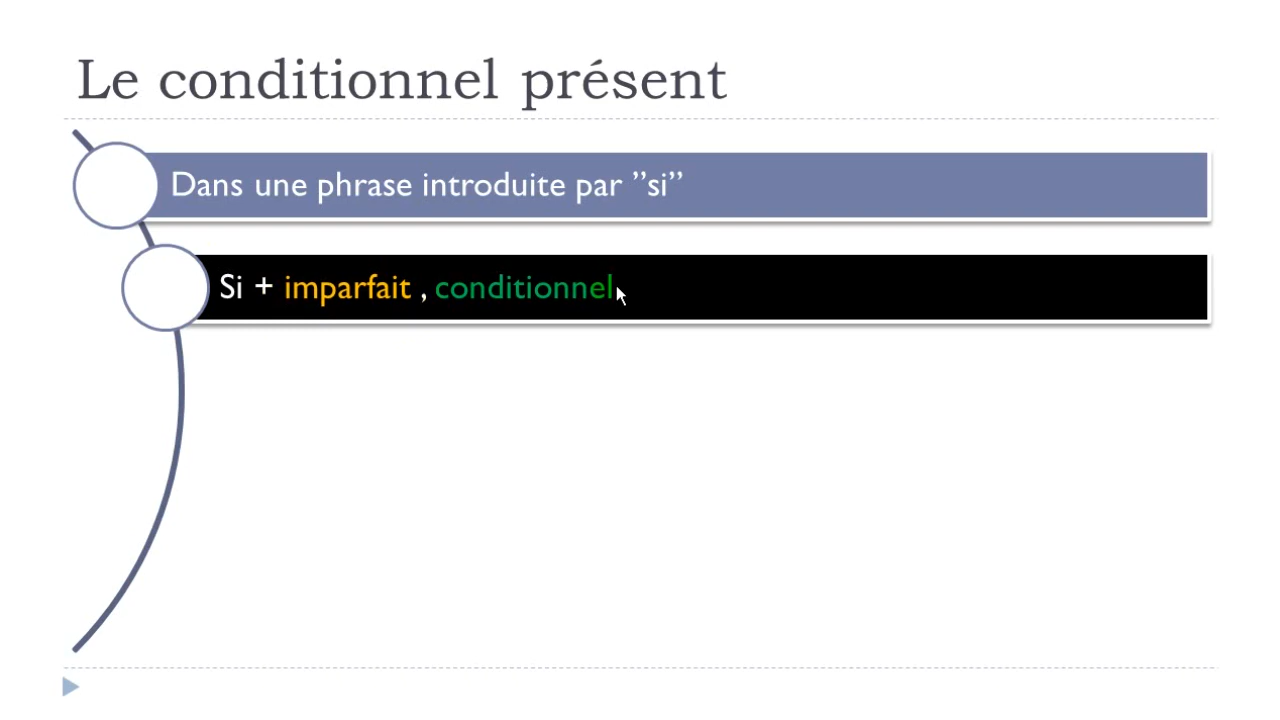 Le conditionnel présent
Dans une phrase introduite par ”si”
Si + imparfait , conditionnel